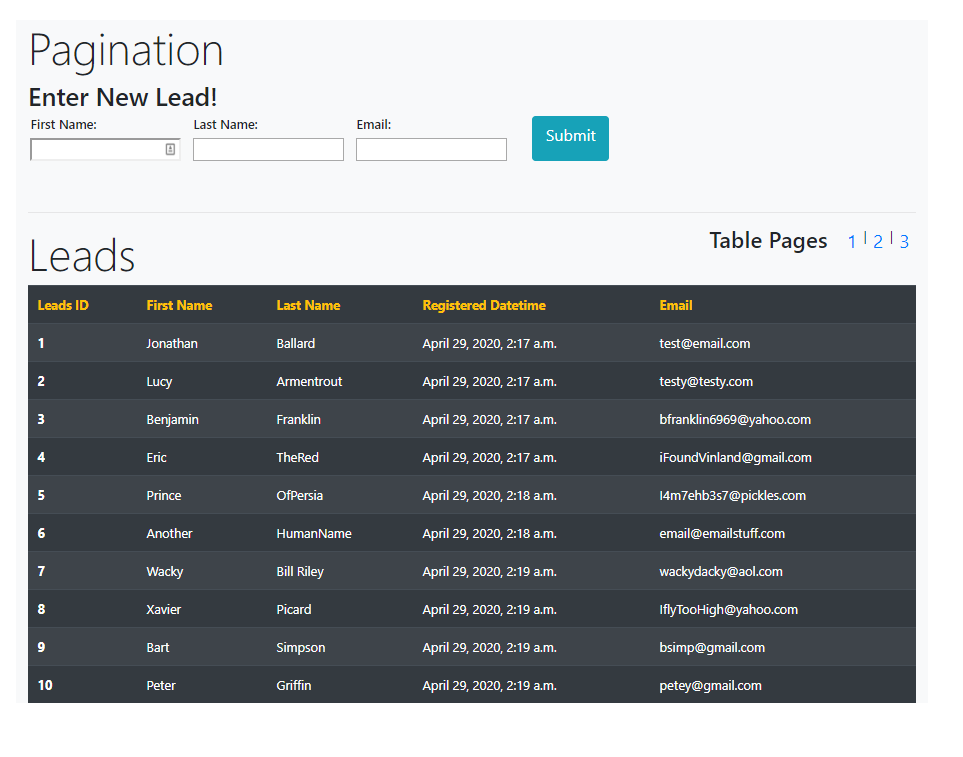 Pagination
Enter New Lead!
First Name: Last Name: Email:
Submit
Table Pages 1 | 2 | 3
Leads
Leads ID First Name Last Name Registered Datetime Email
1 Jonathan Ballard April 29, 2020, 2:17 a.m. test@email.com
2 Lucy Armentrout April 29, 2020, 2:17 a.m. testy@testy.com
3 Benjamin Franklin April 29, 2020, 2:17 a.m. bfranklin6969@yahoo.com
4 Eric TheRed April 29, 2020, 2:17 a.m. iFoundVinland@gmail.com
5 Prince OfPersia April 29, 2020, 2:18 a.m. l4m7ehb3s7@pickles.com
6 Another HumanName April 29, 2020, 2:18 a.m. email@emailstuff.com
7 Wacky Bill Riley April 29, 2020, 2:19 a.m. wackydacky@aol.com
8 Xavier Picard April 29, 2020, 2:19 a.m. IflyTooHigh@yahoo.com
9 Bart Simpson April 29, 2020, 2:19 a.m. bsimp@gmail.com
10 Peter Griffin April 29, 2020, 2:19 a.m. petey@gmail.com